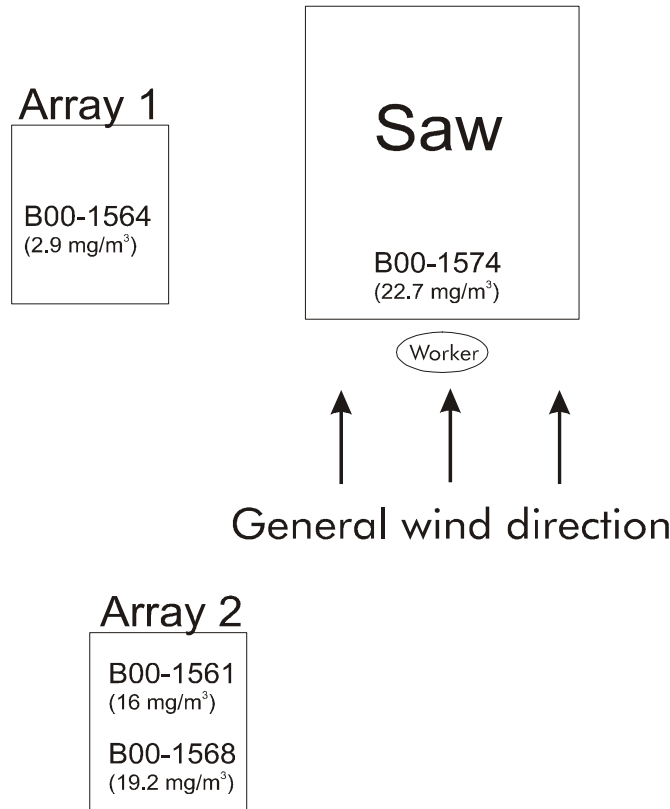 Array 1
B00-1564
(2.9 mg/m³)
Saw
B00-1574
(22.7 mg/m³)
Worker
General wind direction
Array 2
B00-1561
(16 mg/m³)
B00-1568
(19.2 mg/m³)